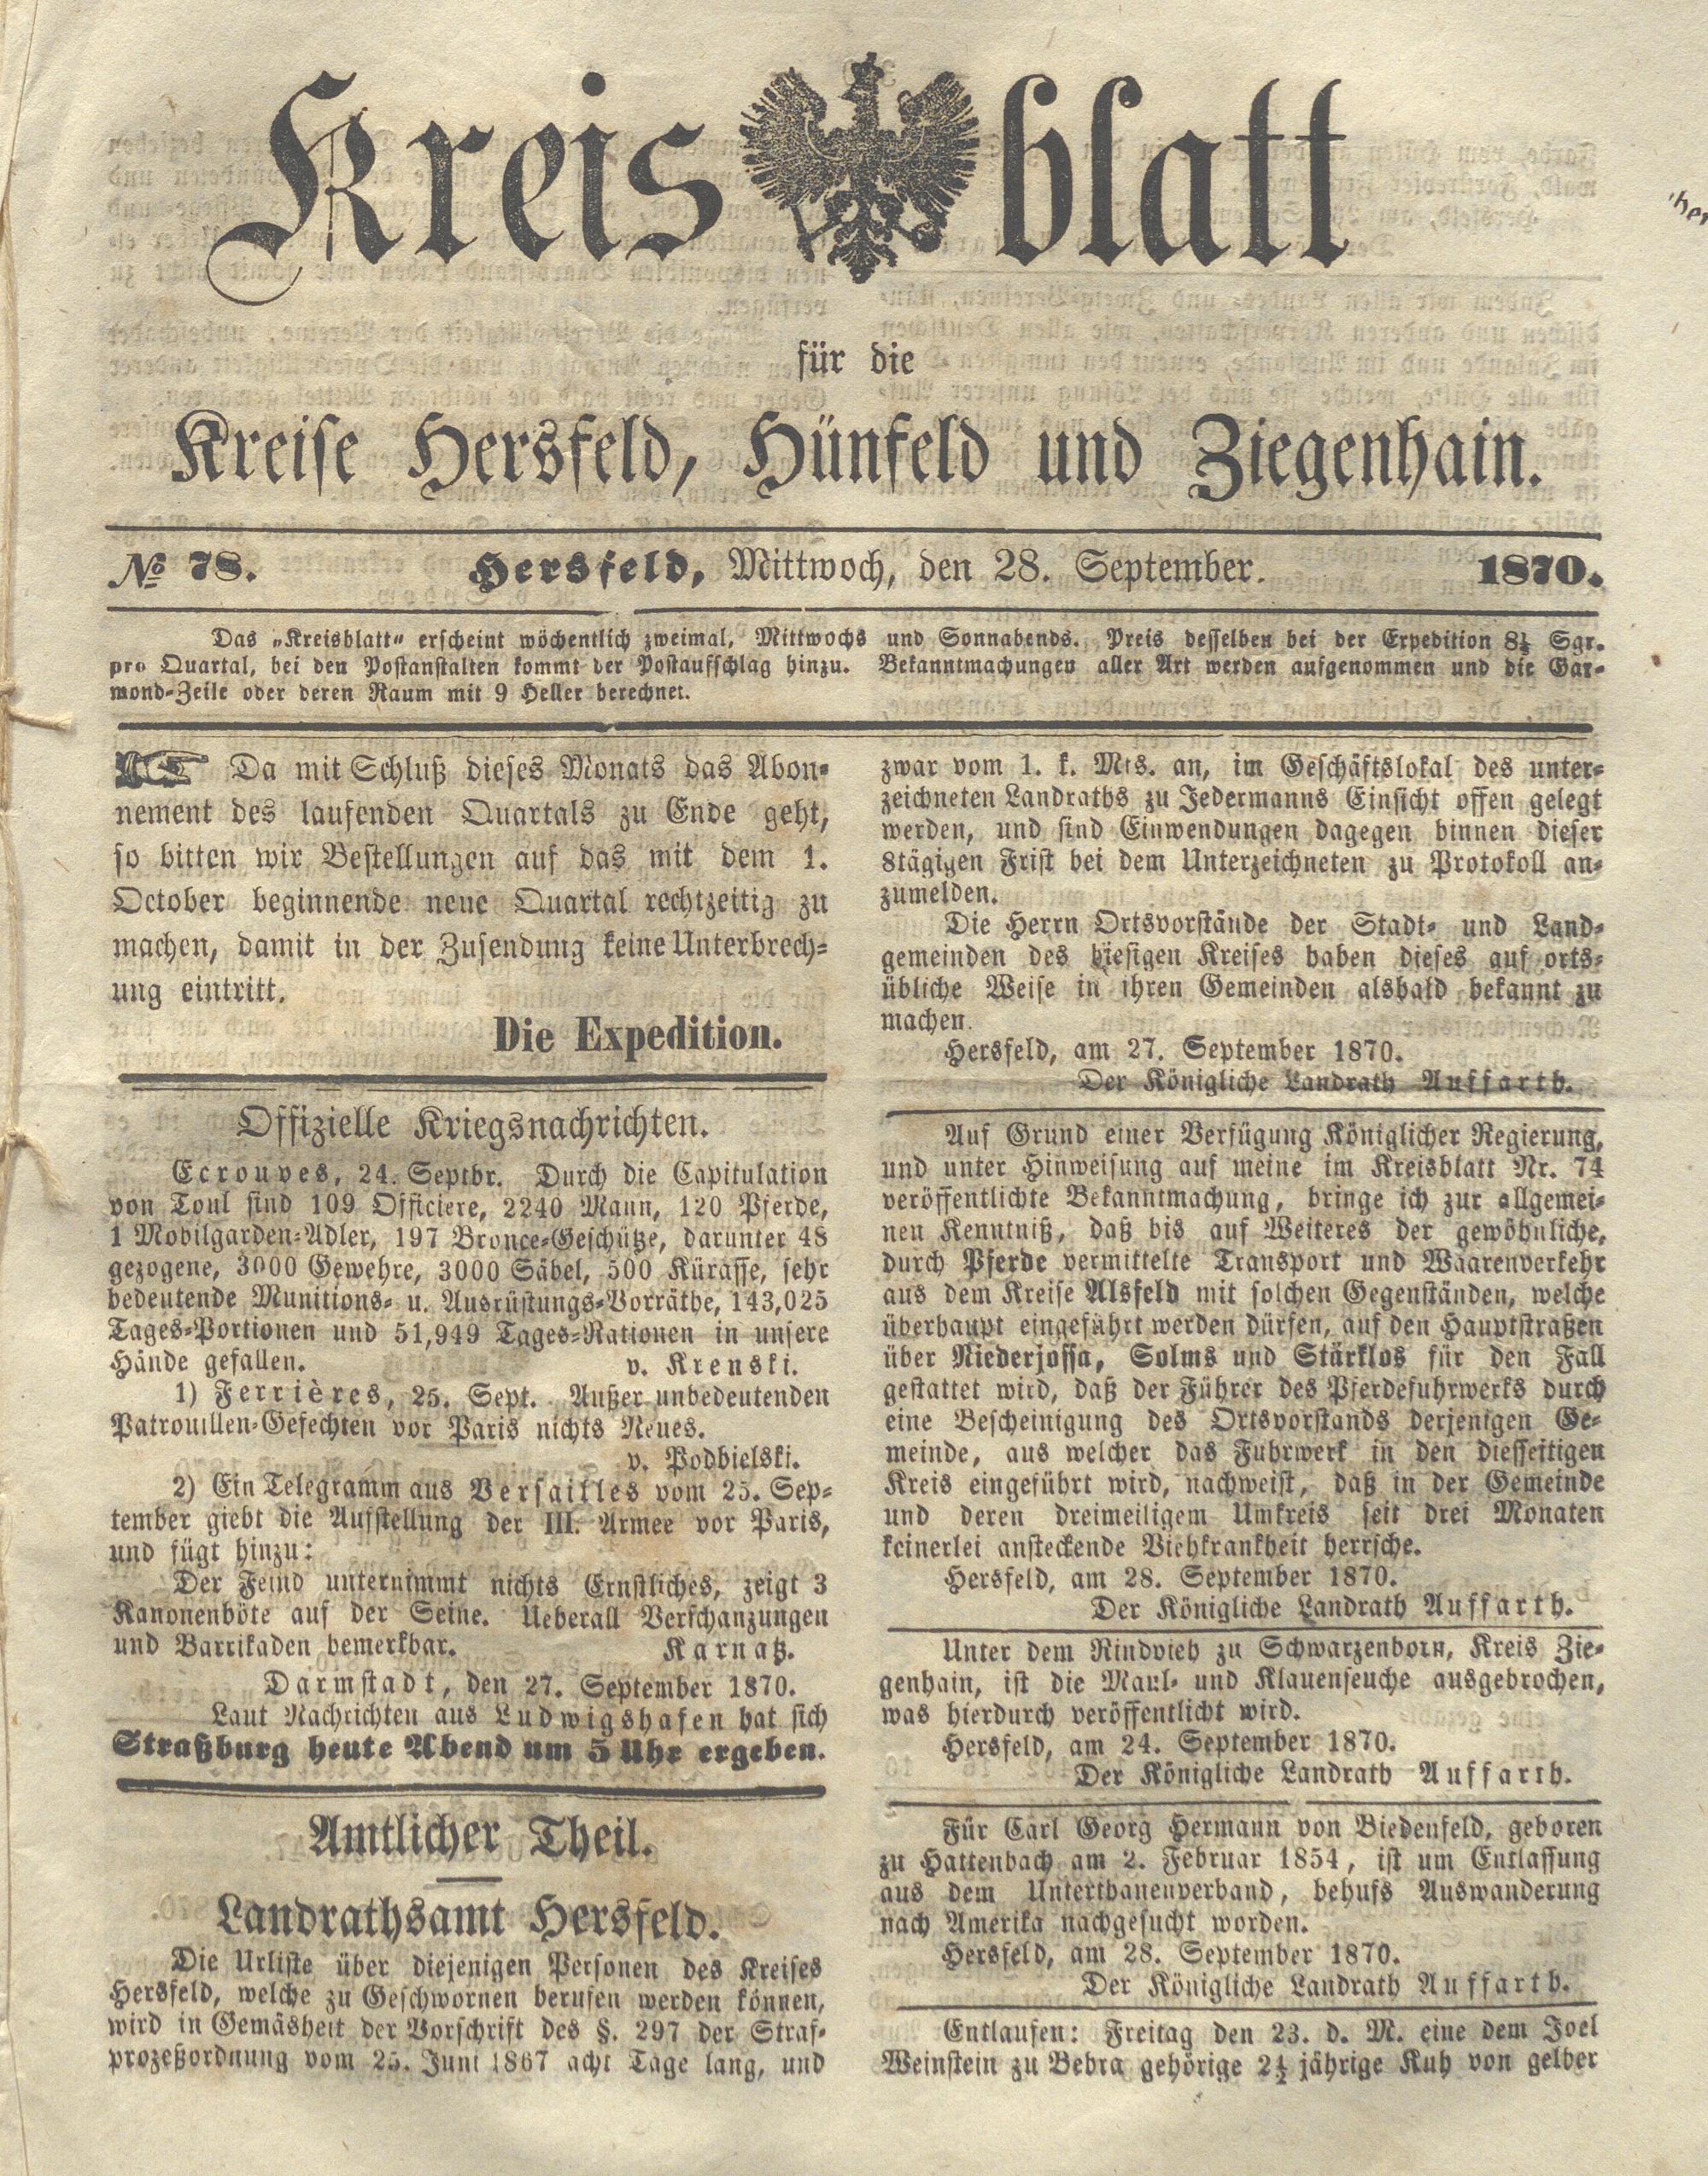 Kreisblatt
für die
Kreise Hersfeld, Hünfeld und Ziegenhain.
№ 78. Hersfeld, Mittwoch, den 28. September. 1870.
Das „Kreisblatt“ erscheint wöchentlich zweimal, Mittwochs und Sonnabends. Preis desselben bei der Expedition 8½ Sgr.
pro Quartal, bei den Postanstalten kommt der Postaufschlag hinzu. Bekanntmachungen aller Art werden aufgenommen und die Gar-
mond-Zeile oder deren Raum mit 9 Heller berechnet.
Da mit Schluß dieses Monats das Abon-
nement des laufenden Quartals zu Ende geht,
so bitten wir Bestellungen auf das mit dem 1.
October beginnende neue Quartal rechtzeitig zu
machen, damit in der Zusendung keine Unterbrech-
ung eintritt.
Die Expedition.
Offizielle Kriegsnachrichten.
Ecrouves, 24. Septbr. Durch die Capitulation
von Toul sind 109 Officiere, 2240 Mann, 120 Pferde,
1 Mobilgarden-Adler, 197 Bronce-Geschütze, darunter 48
gezogene, 3000 Gewehre, 3000 Säbel, 500 Kürasse, sehr
bedeutende Munitions- u. Ausrüstungs-Vorräthe, 143,025
Tages-Portionen und 51,949 Tages-Rationen in unsere
Hände gefallen. v. Krenski.
1) Ferrières, 25. Sept. Außer unbedeutenden
Patrouillen-Gefechten vor Paris nichts Neues.
v. Podbielski.
2) Ein Telegramm aus Versailles vom 25. Sep-
tember giebt die Aufstellung der III. Armee vor Paris,
und fügt hinzu:
Der Feind unternimmt nichts Ernstliches, zeigt 3
Kanonenböte auf der Seine. Ueberall Verschanzungen
und Barrikaden bemerkbar. Karnatz.
Darmstadt, den 27. September 1870.
Laut Nachrichten aus Ludwigshafen hat sich
Straßburg heute Abend um 5 Uhr ergeben.
Amtlicher Theil.
Landrathsamt Hersfeld.
Die Urliste über diejenigen Personen des Kreises
Hersfeld, welche zu Geschwornen berufen werden können,
wird in Gemäsheit der Vorschrift des §. 297 der Straf-
prozeßordnung vom 25. Juni 1867 acht Tage lang, und
zwar vom 1. k. Mts. an, im Geschäftslokal des unter-
zeichneten Landraths zu Jedermanns Einsicht offen gelegt
werden, und sind Einwendungen dagegen binnen dieser
8tägigen Frist bei dem Unterzeichneten zu Protokoll an-
zumelden.
Die Herrn Ortsvorstände der Stadt- und Land-
gemeinden des hiesigen Kreises haben dieses auf orts-
übliche Weise in ihren Gemeinden alsbald bekannt zu
machen.
Hersfeld, am 27. September 1870.
Der Königliche Landrath Auffarth.
Auf Grund einer Verfügung Königlicher Regierung,
und unter Hinweisung auf meine im Kreisblatt Nr. 74
veröffentlichte Bekanntmachung, bringe ich zur allgemei-
nen Kenntniß, daß bis auf Weiteres der gewöhnliche,
durch Pferde vermittelte Transport und Waarenverkehr
aus dem Kreise Alsfeld mit solchen Gegenständen, welche
überhaupt eingeführt werden dürfen, auf den Hauptstraßen
über Niederjossa, Solms und Stärklos für den Fall
gestattet wird, daß der Führer des Pferdefuhrwerks durch
eine Bescheinigung des Ortsvorstands derjenigen Ge-
meinde, aus welcher das Fuhrwerk in den diesseitigen
Kreis eingeführt wird, nachweist, daß in der Gemeinde
und deren dreimeiligem Umkreis seit drei Monaten
keinerlei ansteckende Viehkrankheit herrsche.
Hersfeld, am 28. September 1870.
Der Königliche Landrath Auffarth.
Unter dem Rindvieh zu Schwarzenborn, Kreis Zie-
genhain, ist die Maul- und Klauenseuche ausgebrochen,
was hierdurch veröffentlicht wird.
Hersfeld, am 24. September 1870.
Der Königliche Landrath Auffarth.
Für Carl Georg Hermann von Biedenfeld, geboren
zu Hattenbach am 2. Februar 1854, ist um Entlassung
aus dem Unterthanenverband, behufs Auswanderung
nach Amerika nachgesucht worden.
Hersfeld, am 28. September 1870.
Der Königliche Landrath Auffarth.
Entlaufen: Freitag den 23. d. M. eine dem Joel
Weinstein zu Bebra gehörige 2½ jährige Kuh von gelber